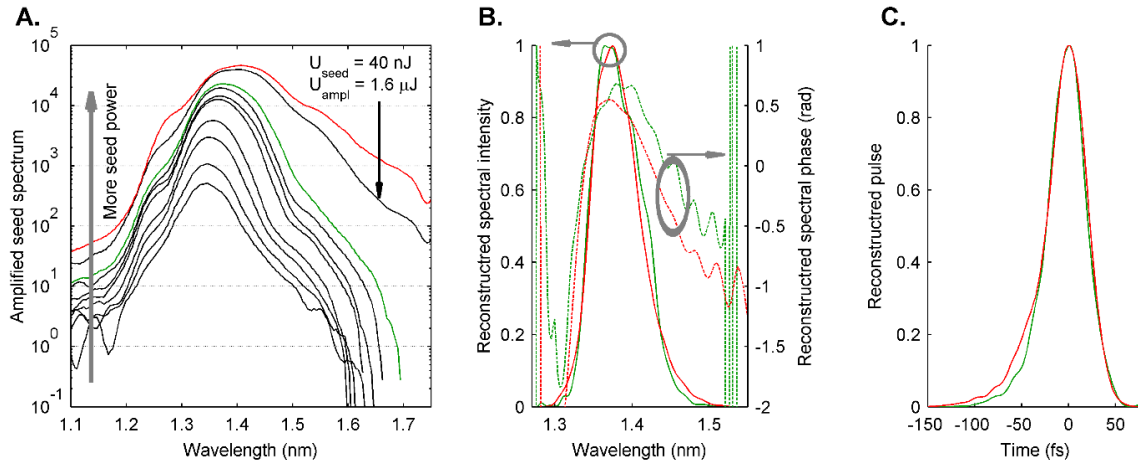 A.
B.
C.
Amplified seed spectrum
10^5
10^4
10^3
10^2
10^1
10^0
10^-1
More seed power
U_seed = 40 nJ
U_ampl = 1.6 μJ
1.1 1.2 1.3 1.4 1.5 1.6 1.7
Wavelength (nm)
Reconstructred spectral intensity
1
0.8
0.6
0.4
0.2
0
1.3 1.4 1.5
Wavelength (nm)
1
0.5
0
-0.5
-1
-1.5
-2
Reconstructred spectral phase (rad)
Reconstructred pulse
1
0.8
0.6
0.4
0.2
0
-150 -100 -50 0 50
Time (fs)